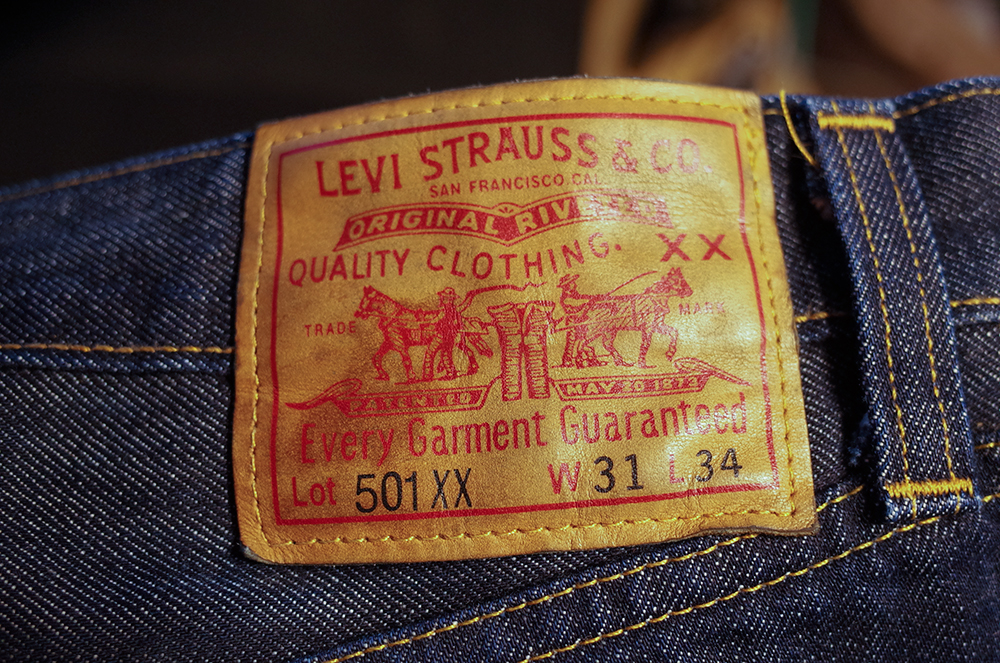 LEVI STRAUSS & CO.
SAN FRANCISCO, CAL.
ORIGINAL RIVETED
QUALITY CLOTHING. XX
TRADE MARK
PATENTED MAY 20 1873
Every Garment Guaranteed
Lot 501XX W 31 L 34